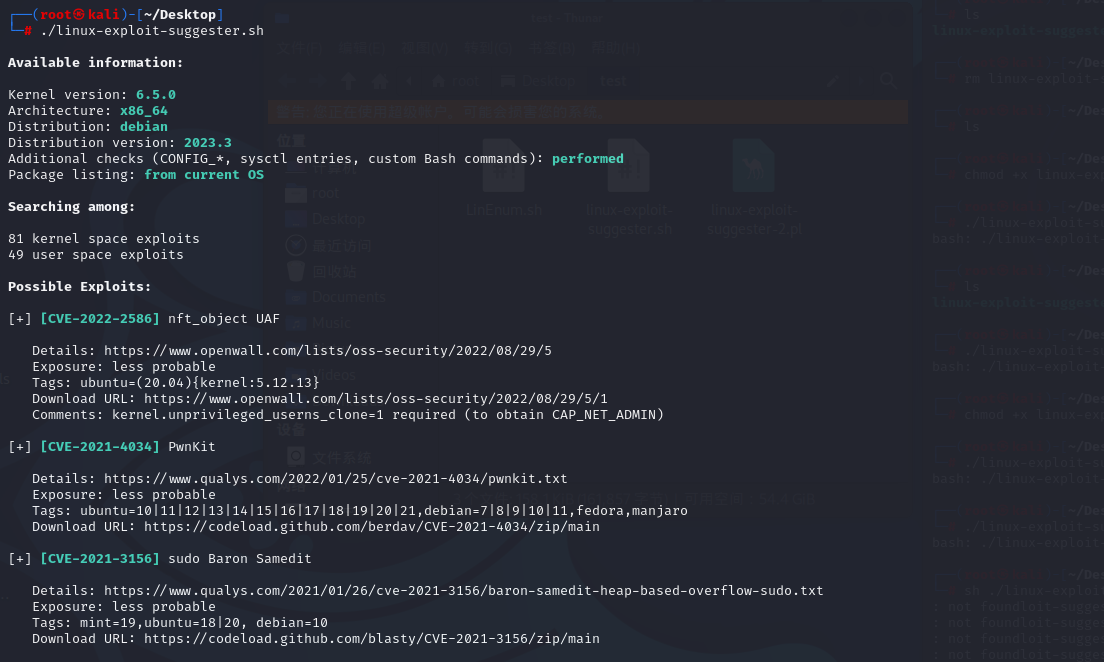 ┌──(root㉿kali)-[~/Desktop]
└─# ./linux-exploit-suggester.sh
Available information:
Kernel version: 6.5.0
Architecture: x86_64
Distribution: debian
Distribution version: 2023.3
Additional checks (CONFIG_*, sysctl entries, custom Bash commands): performed
Package listing: from current OS
Searching among:
81 kernel space exploits
49 user space exploits
Possible Exploits:
[+] [CVE-2022-2586] nft_object UAF
Details: https://www.openwall.com/lists/oss-security/2022/08/29/5
Exposure: less probable
Tags: ubuntu=(20.04){kernel:5.12.13}
Download URL: https://www.openwall.com/lists/oss-security/2022/08/29/5/1
Comments: kernel.unprivileged_userns_clone=1 required (to obtain CAP_NET_ADMIN)
[+] [CVE-2021-4034] PwnKit
Details: https://www.qualys.com/2022/01/25/cve-2021-4034/pwnkit.txt
Exposure: less probable
Tags: ubuntu=10|11|12|13|14|15|16|17|18|19|20|21,debian=7|8|9|10|11,fedora,manjaro
Download URL: https://codeload.github.com/berdav/CVE-2021-4034/zip/main
[+] [CVE-2021-3156] sudo Baron Samedit
Details: https://www.qualys.com/2021/01/26/cve-2021-3156/baron-samedit-heap-based-overflow-sudo.txt
Exposure: less probable
Tags: mint=19,ubuntu=18|20, debian=10
Download URL: https://codeload.github.com/blasty/CVE-2021-3156/zip/main